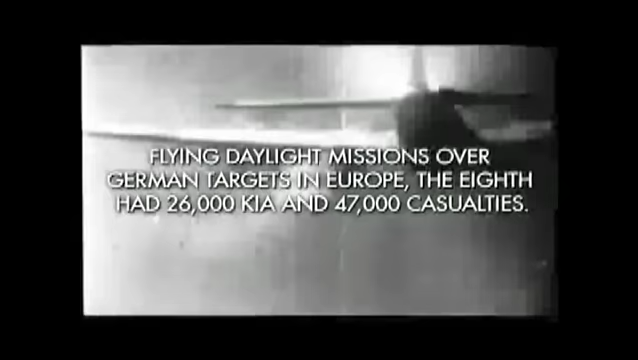 FLYING DAYLIGHT MISSIONS OVER
GERMAN TARGETS IN EUROPE, THE EIGHTH
HAD 26,000 KIA AND 47,000 CASUALTIES.